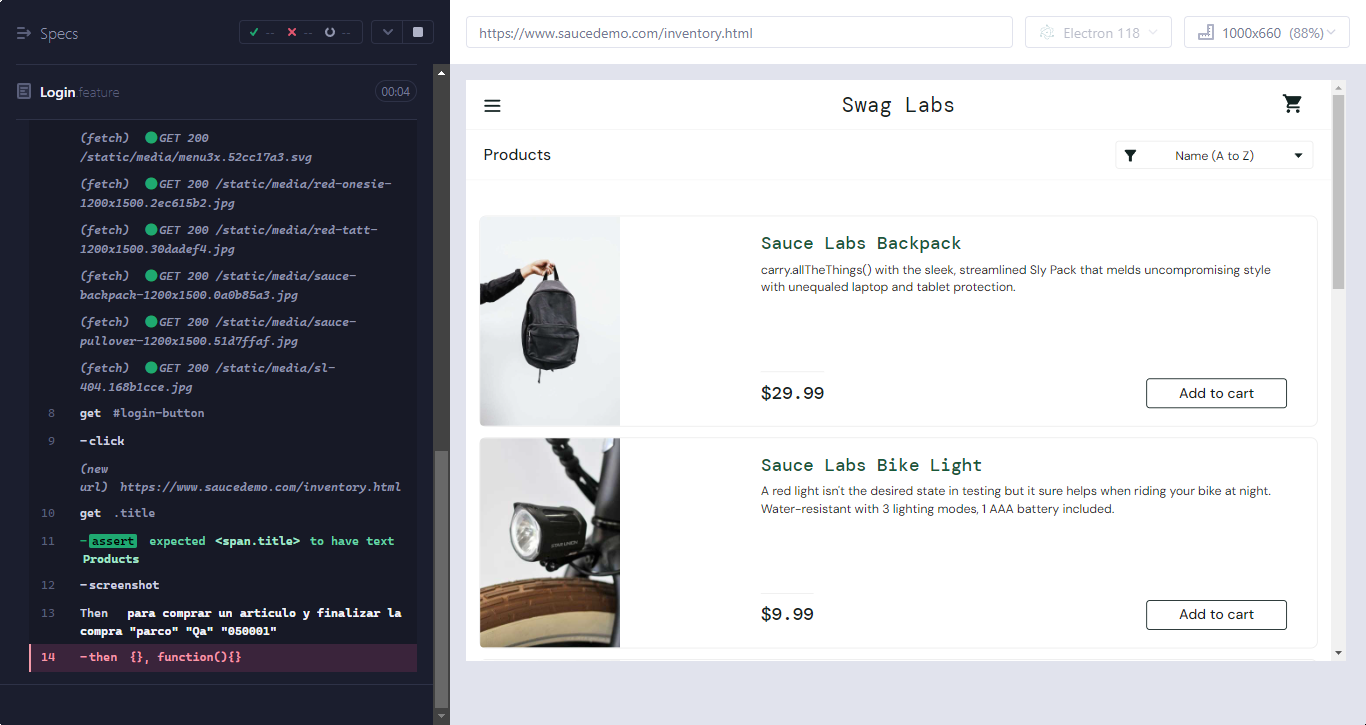 Specs
-- -- --
Login.feature
00:04
(fetch) GET 200
/static/media/menu3x.52cc17a3.svg
(fetch) GET 200 /static/media/red-onesie-
1200x1500.2ec615b2.jpg
(fetch) GET 200 /static/media/red-tatt-
1200x1500.30dadef4.jpg
(fetch) GET 200 /static/media/sauce-
backpack-1200x1500.0a0b85a3.jpg
(fetch) GET 200 /static/media/sauce-
pullover-1200x1500.51d7ffaf.jpg
(fetch) GET 200 /static/media/sl-
404.168b1cce.jpg
8 get #login-button
9 -click
(new
url) https://www.saucedemo.com/inventory.html
10 get .title
11 -assert expected <span.title> to have text
Products
12 -screenshot
13 Then para comprar un articulo y finalizar la
compra "parco" "Qa" "050001"
14 -then {}, function(){}
https://www.saucedemo.com/inventory.html
Electron 118
1000x660 (88%)
Swag Labs
Products
Name (A to Z)
Sauce Labs Backpack
carry.allTheThings() with the sleek, streamlined Sly Pack that melds uncompromising style
with unequaled laptop and tablet protection.
$29.99
Add to cart
Sauce Labs Bike Light
A red light isn't the desired state in testing but it sure helps when riding your bike at night.
Water-resistant with 3 lighting modes, 1 AAA battery included.
$9.99
Add to cart